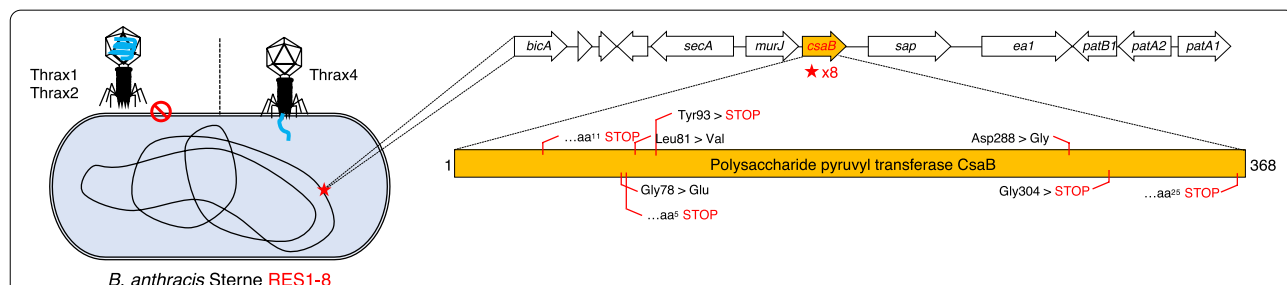 Thrax1
Thrax2
Thrax4
B. anthracis Sterne RES1-8
bicA
secA
murJ
csaB
sap
ea1
patB1
patA2
patA1
★ x8
Tyr93 > STOP
...aa¹¹ STOP
Leu81 > Val
Asp288 > Gly
1
Polysaccharide pyruvyl transferase CsaB
368
Gly78 > Glu
Gly304 > STOP
...aa²⁵ STOP
...aa⁵ STOP